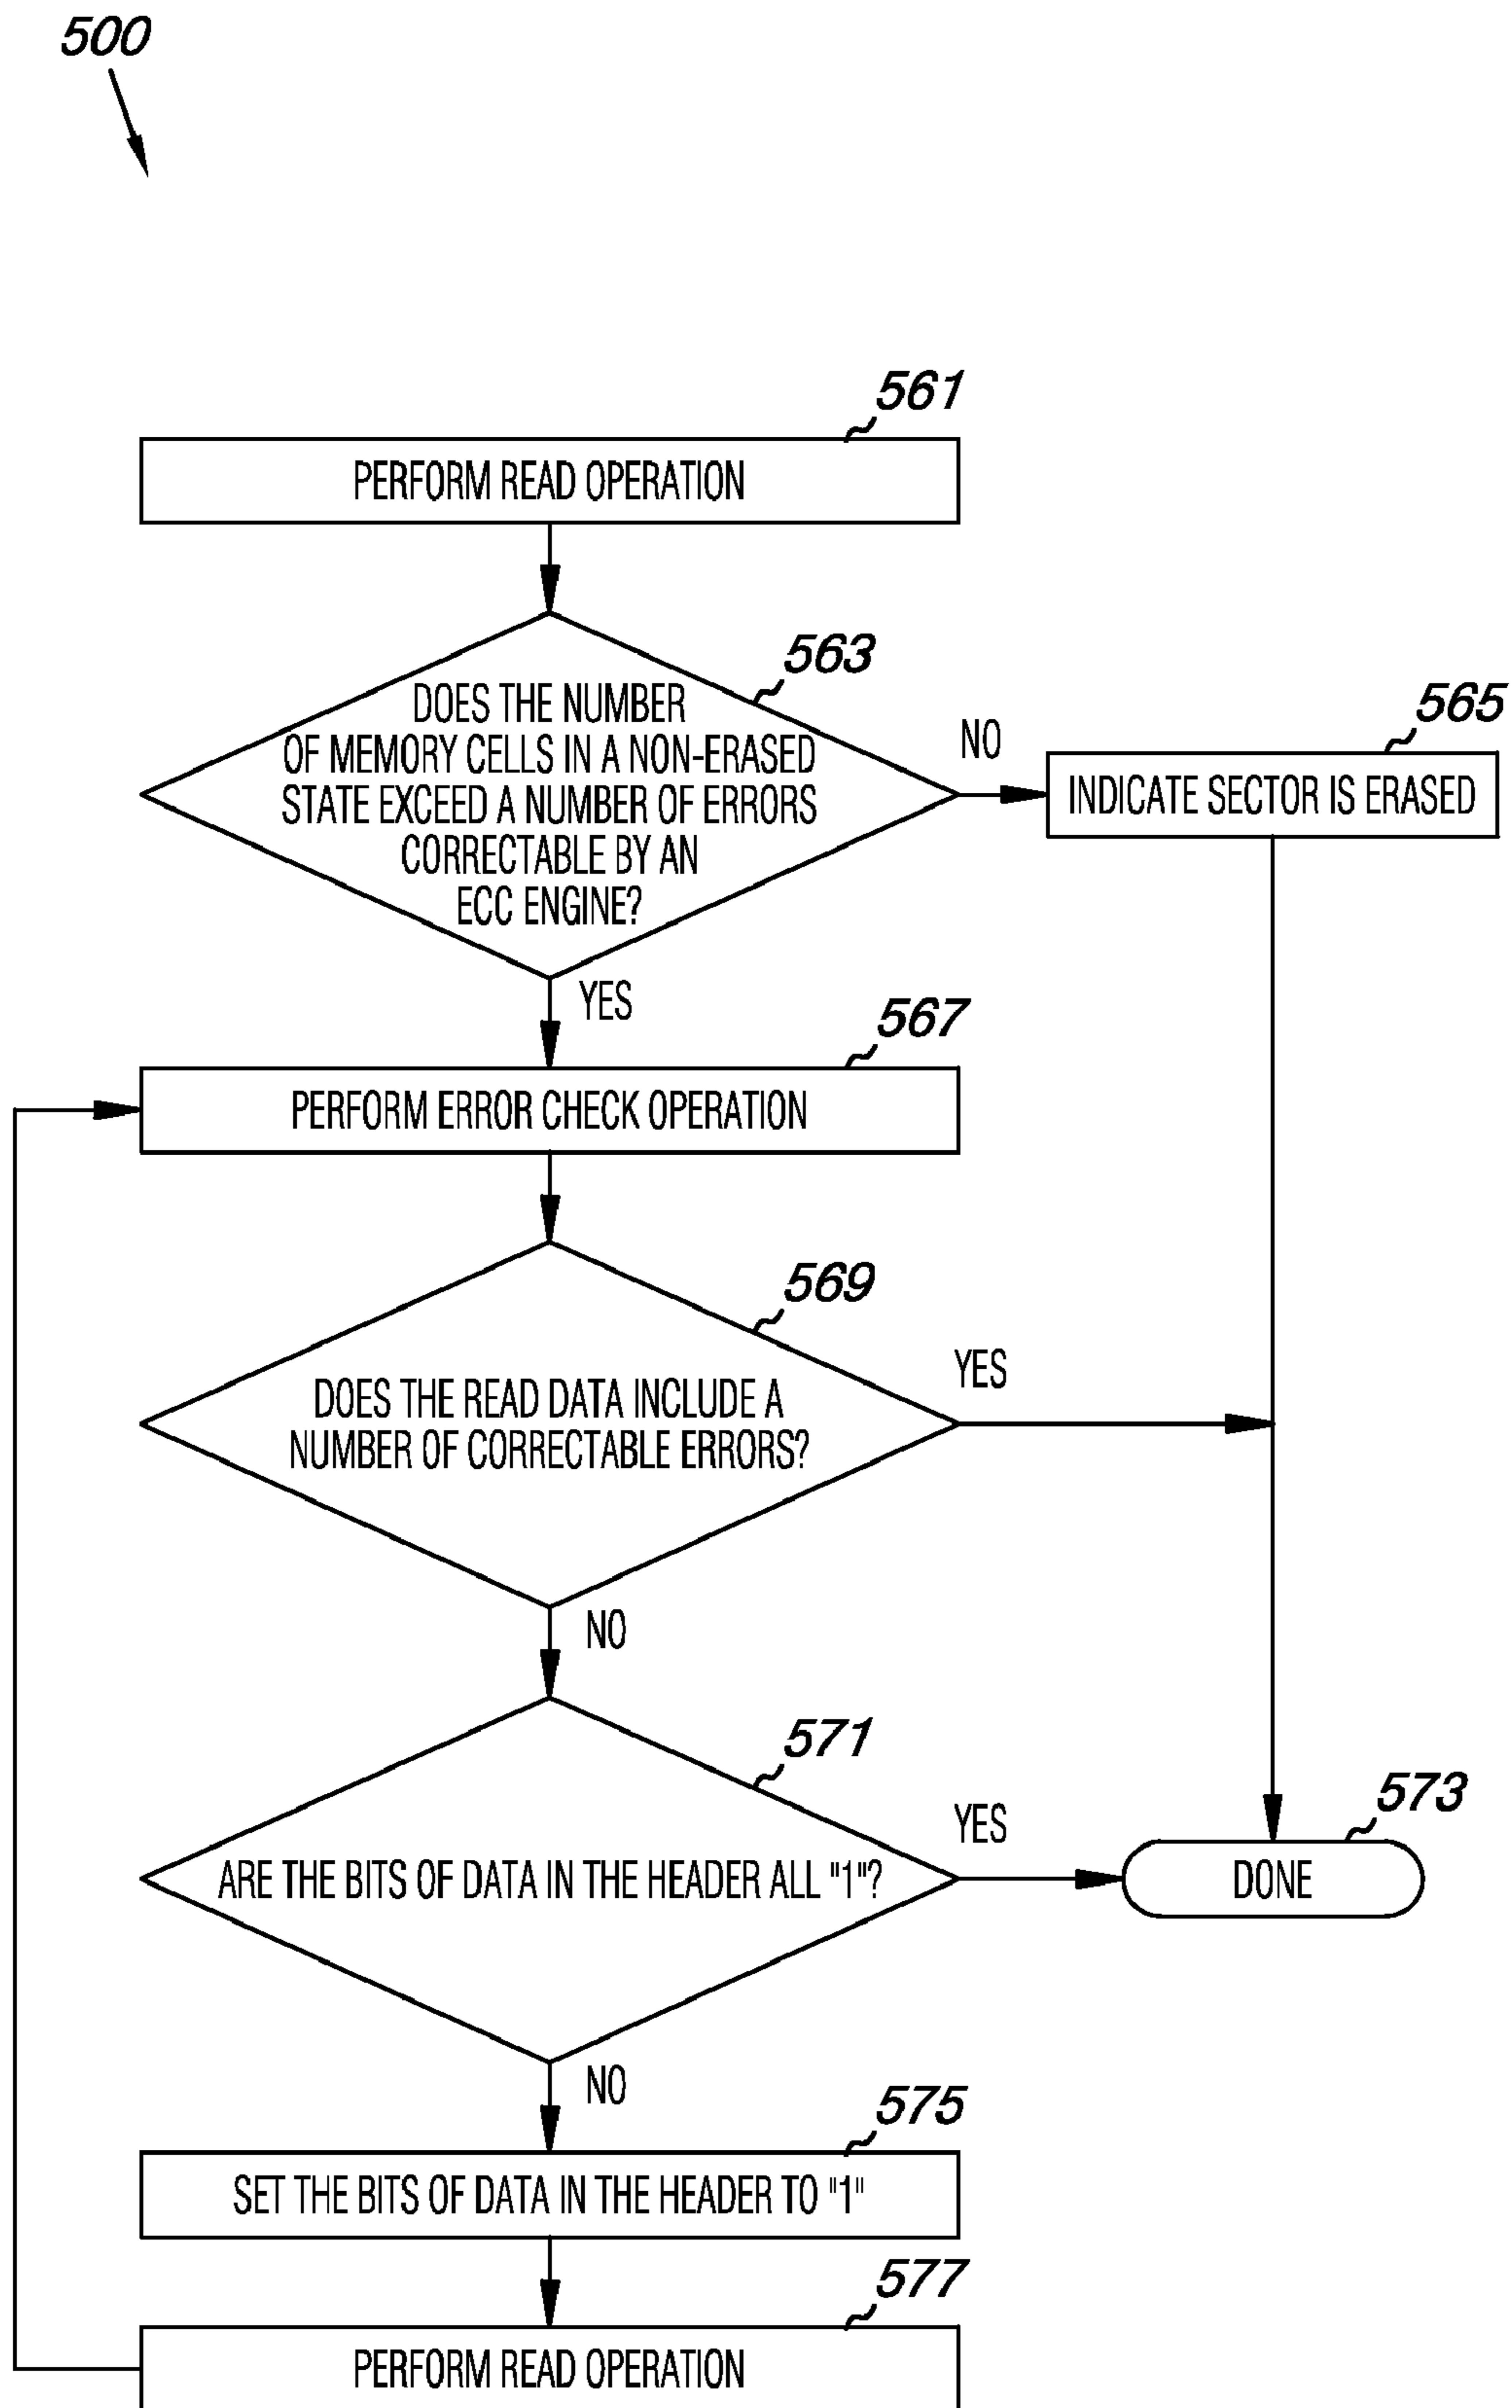 500
561
PERFORM READ OPERATION
563
DOES THE NUMBER
OF MEMORY CELLS IN A NON-ERASED
STATE EXCEED A NUMBER OF ERRORS
CORRECTABLE BY AN
ECC ENGINE?
NO
565
INDICATE SECTOR IS ERASED
YES
567
PERFORM ERROR CHECK OPERATION
569
DOES THE READ DATA INCLUDE A
NUMBER OF CORRECTABLE ERRORS?
YES
NO
571
ARE THE BITS OF DATA IN THE HEADER ALL "1"?
YES
573
DONE
NO
575
SET THE BITS OF DATA IN THE HEADER TO "1"
577
PERFORM READ OPERATION